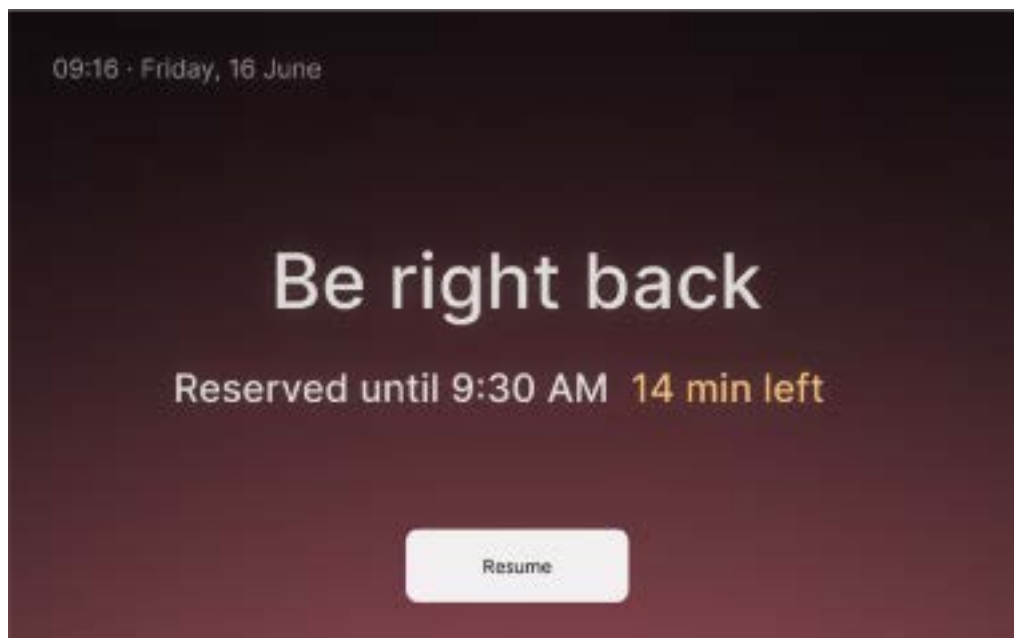 09:16 · Friday, 16 June
Be right back
Reserved until 9:30 AM 14 min left
Resume